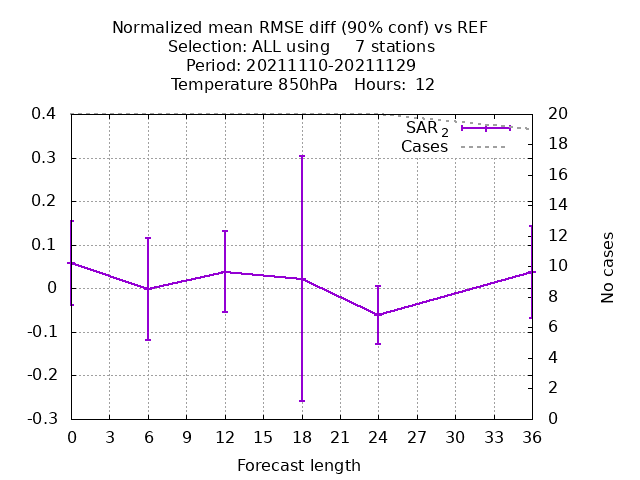 Normalized mean RMSE diff (90% conf) vs REF
Selection: ALL using     7 stations
Period: 20211110-20211129
Temperature 850hPa   Hours:  12
0.4
0.3
0.2
0.1
0
-0.1
-0.2
-0.3
20
18
16
14
12
10
8
6
4
2
0
SAR 2
Cases
No cases
0 3 6 9 12 15 18 21 24 27 30 33 36
Forecast length